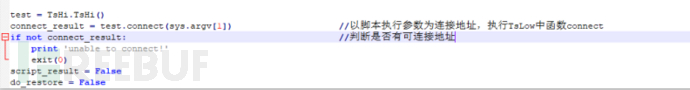 test = TsHi.TsHi()
connect_result = test.connect(sys.argv[1]) //以脚本执行参数为连接地址，执行TsLow中函数connect
if not connect_result: //判断是否有可连接地址
print 'unable to connect!'
exit(0)
script_result = False
do_restore = False
REEBUF